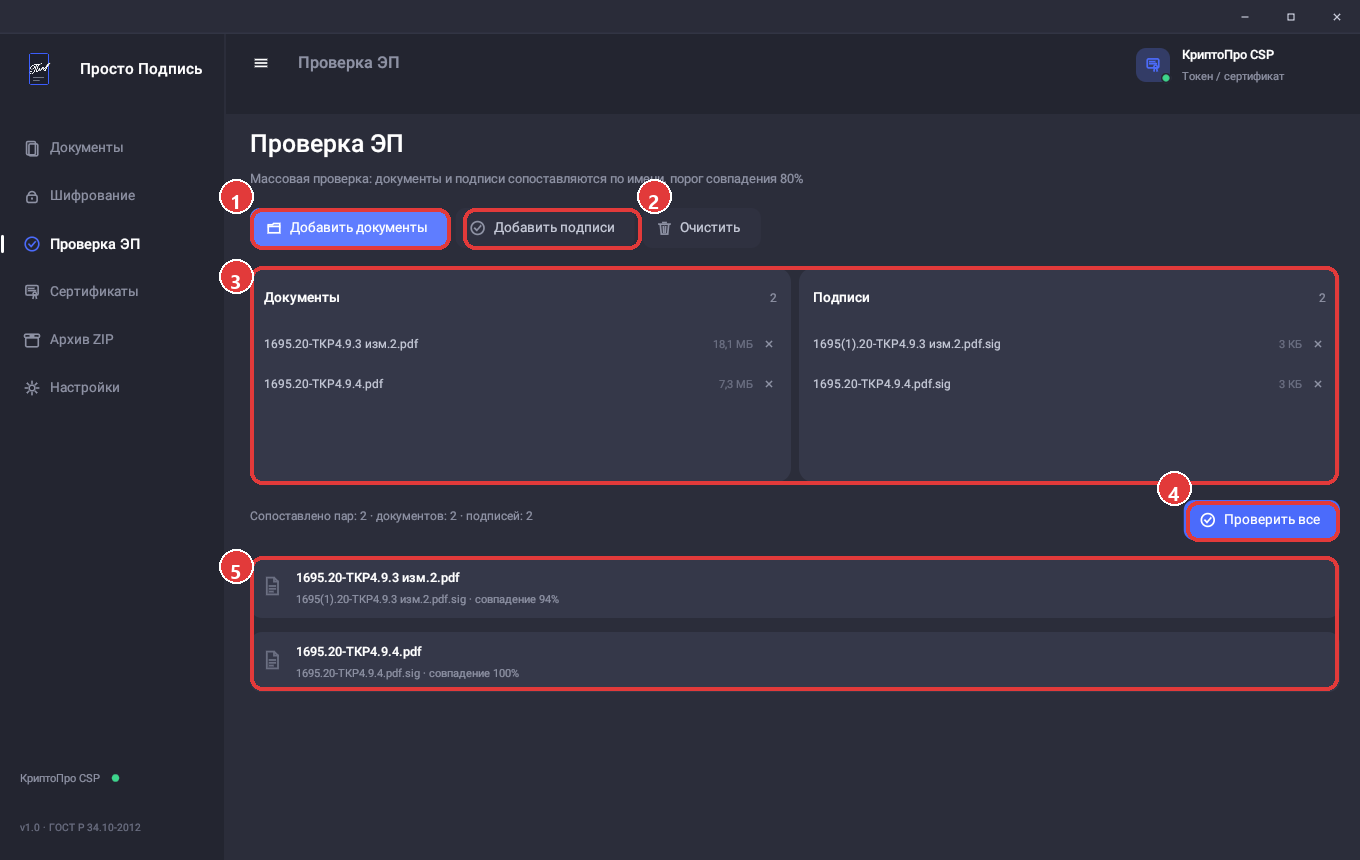 Просто Подпись
Проверка ЭП
КриптоПро CSP
Токен / сертификат
Документы
Шифрование
Проверка ЭП
Сертификаты
Архив ZIP
Настройки
Проверка ЭП
Массовая проверка: документы и подписи сопоставляются по имени, порог совпадения 80%
1
Добавить документы
2
Добавить подписи
Очистить
3
Документы 2
1695.20-ТКР4.9.3 изм.2.pdf 18,1 МБ ×
1695.20-ТКР4.9.4.pdf 7,3 МБ ×
Подписи 2
1695(1).20-ТКР4.9.3 изм.2.pdf.sig 3 КБ ×
1695.20-ТКР4.9.4.pdf.sig 3 КБ ×
Сопоставлено пар: 2 · документов: 2 · подписей: 2
4
Проверить все
5
1695.20-ТКР4.9.3 изм.2.pdf
1695(1).20-ТКР4.9.3 изм.2.pdf.sig · совпадение 94%
1695.20-ТКР4.9.4.pdf
1695.20-ТКР4.9.4.pdf.sig · совпадение 100%
КриптоПро CSP
v1.0 · ГОСТ Р 34.10-2012